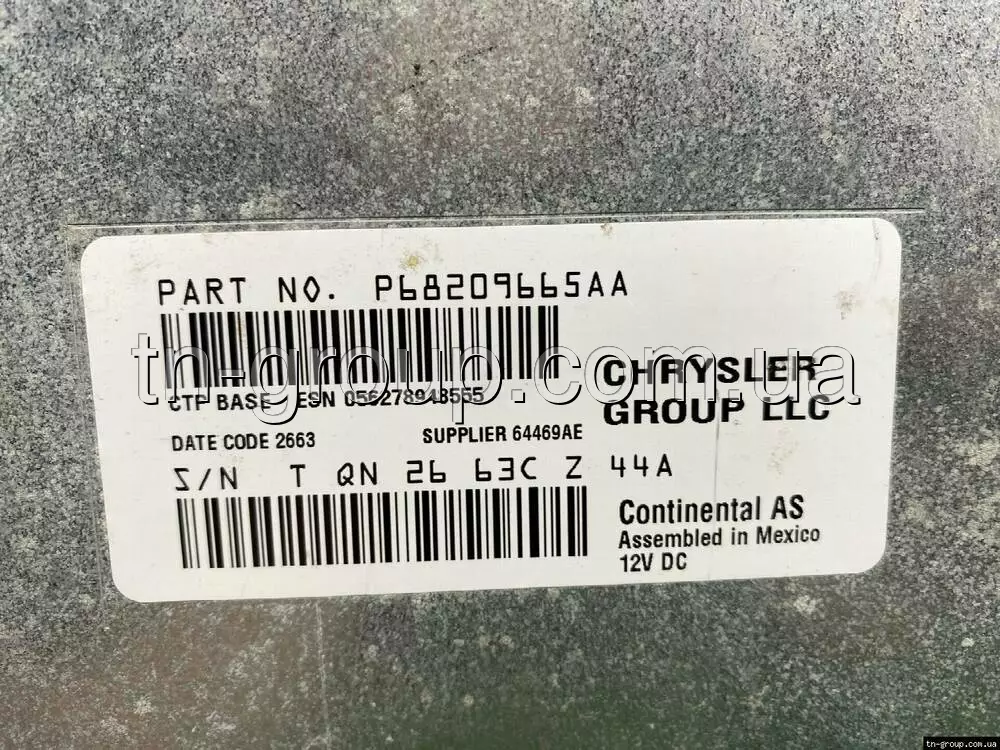 PART NO. P68209665AA
tn-group.com.ua
CTP BASE ESN 056278948555
CHRYSLER
GROUP LLC
DATE CODE 2663
SUPPLIER 64469AE
S/N T QN 26 63C Z 44A
Continental AS
Assembled in Mexico
12V DC
tn-group.com.ua